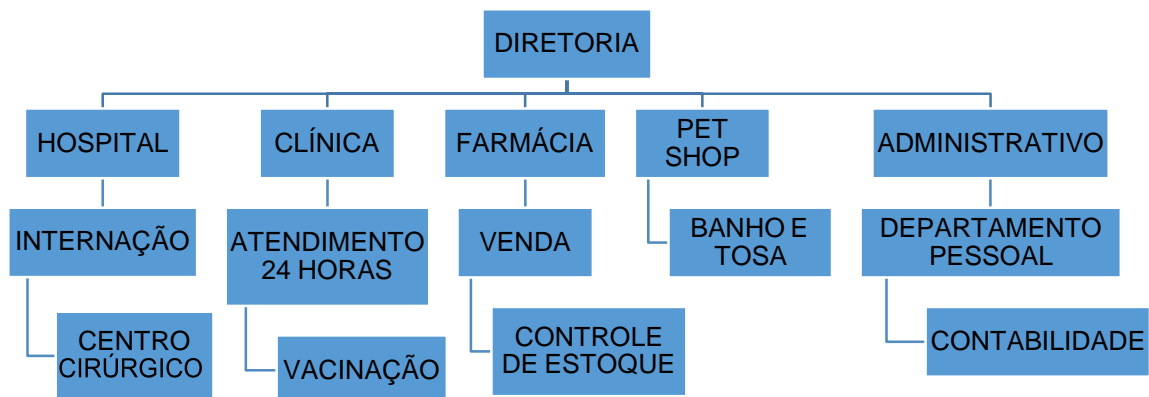 DIRETORIA
HOSPITAL
CLÍNICA
FARMÁCIA
PET
SHOP
ADMINISTRATIVO
INTERNAÇÃO
ATENDIMENTO
24 HORAS
VENDA
BANHO E
TOSA
DEPARTAMENTO
PESSOAL
CENTRO
CIRÚRGICO
VACINAÇÃO
CONTROLE
DE ESTOQUE
CONTABILIDADE